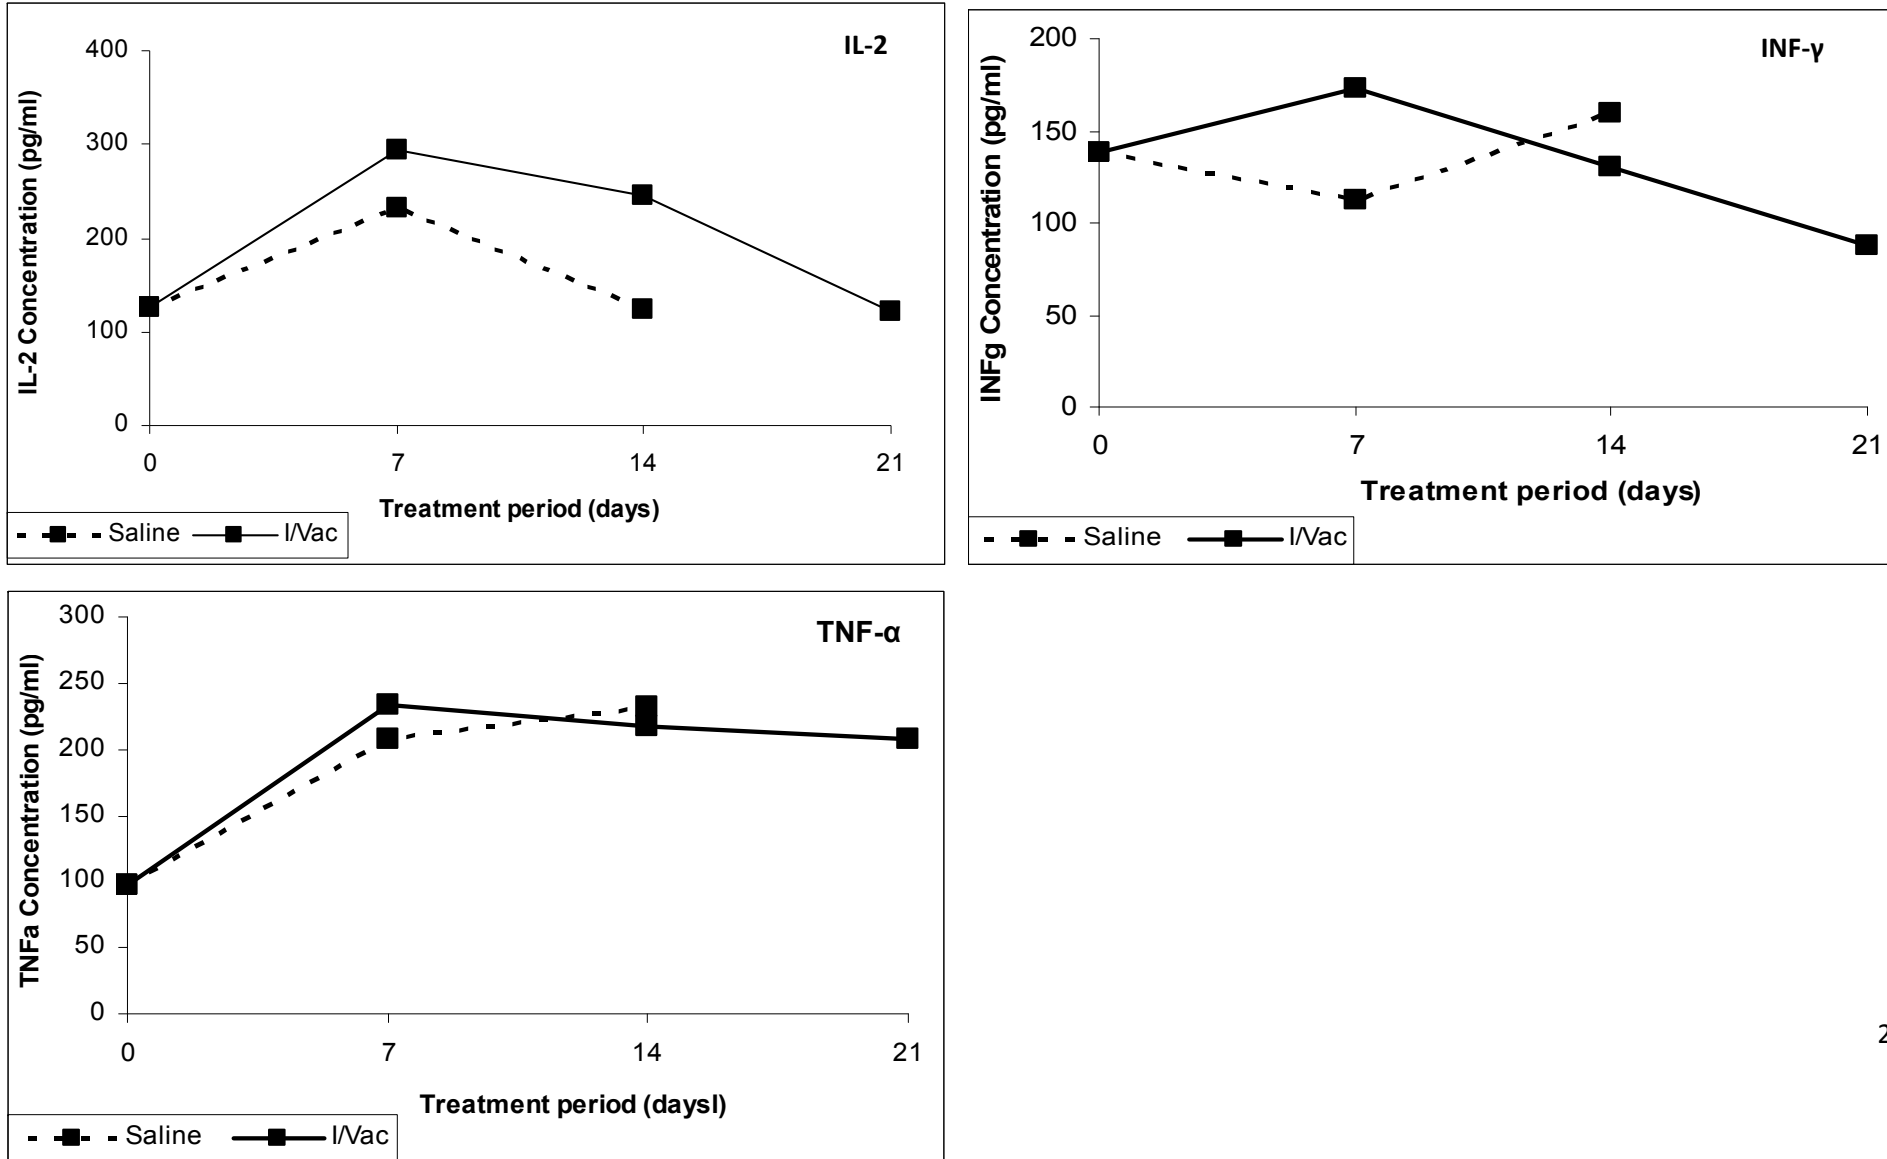 IL-2
400
300
200
100
0
IL-2 Concentration (pg/ml)
0 7 14 21
Treatment period (days)
Saline I/Vac
INF-γ
200
150
100
50
0
INFg Concentration (pg/ml)
0 7 14 21
Treatment period (days)
Saline I/Vac
TNF-α
300
250
200
150
100
50
0
TNFa Concentration (pg/ml)
0 7 14 21
Treatment period (daysl)
Saline I/Vac
2